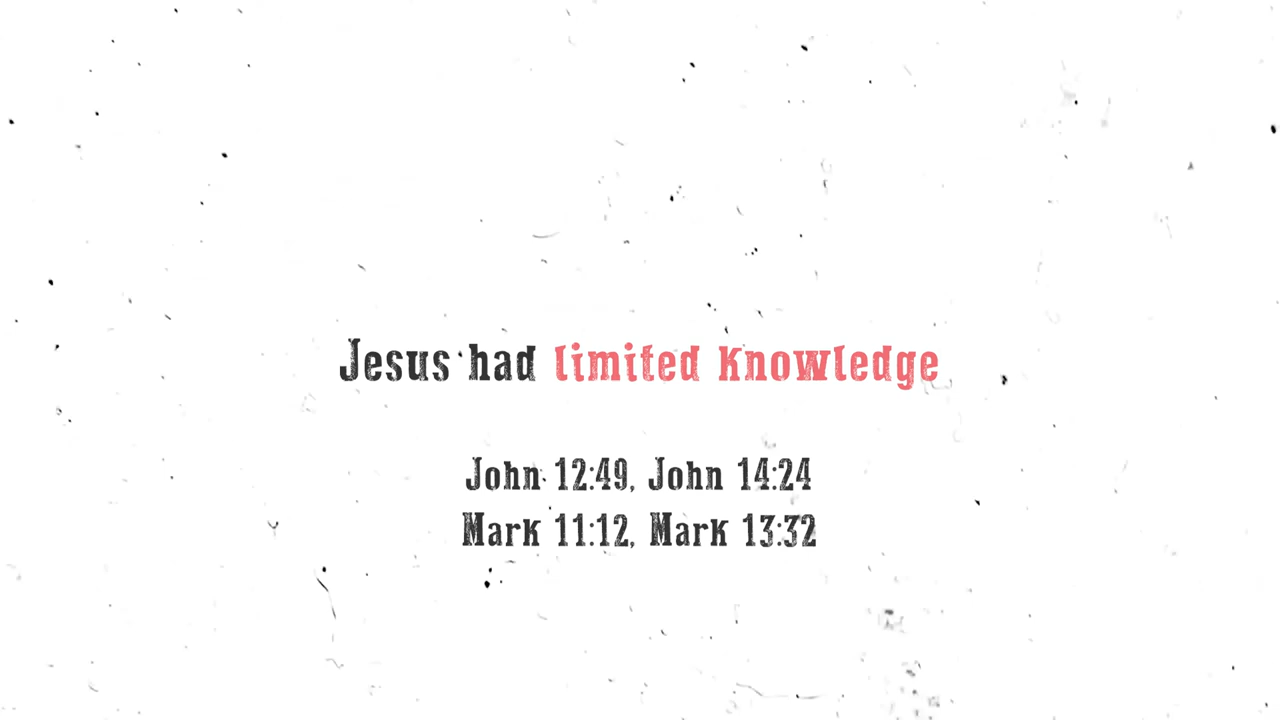 Jesus had limited knowledge
John 12:49, John 14:24
Mark 11:12, Mark 13:32